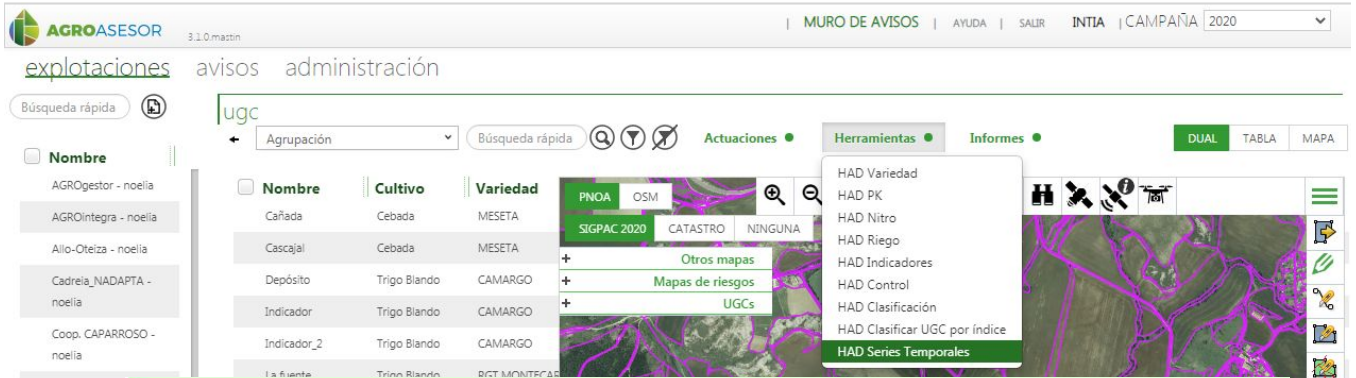 AGROASESOR 3.1.0.mastin | MURO DE AVISOS | AYUDA | SALIR INTIA | CAMPAÑA 2020
explotaciones avisos administración
Búsqueda rápida
ugc
Agrupación Búsqueda rápida Actuaciones Herramientas Informes DUAL TABLA MAPA
Nombre
AGROgestor - noelia
AGROintegra - noelia
Allo-Oteiza - noelia
Cadreia_NADAPTA -
noelia
Coop. CAPARROSO -
noelia
Nombre Cultivo Variedad
Cañada Cebada MESETA
Cascajal Cebada MESETA
Depósito Trigo Blando CAMARGO
Indicador Trigo Blando CAMARGO
Indicador_2 Trigo Blando CAMARGO
La fuente Trigo Blando RGT MONTECAR
PNOA OSM
SIGPAC 2020 CATASTRO NINGUNA
+ Otros mapas
+ Mapas de riesgos
+ UGCs
HAD Variedad
HAD PK
HAD Nitro
HAD Riego
HAD Indicadores
HAD Control
HAD Clasificación
HAD Clasificar UGC por índice
HAD Series Temporales